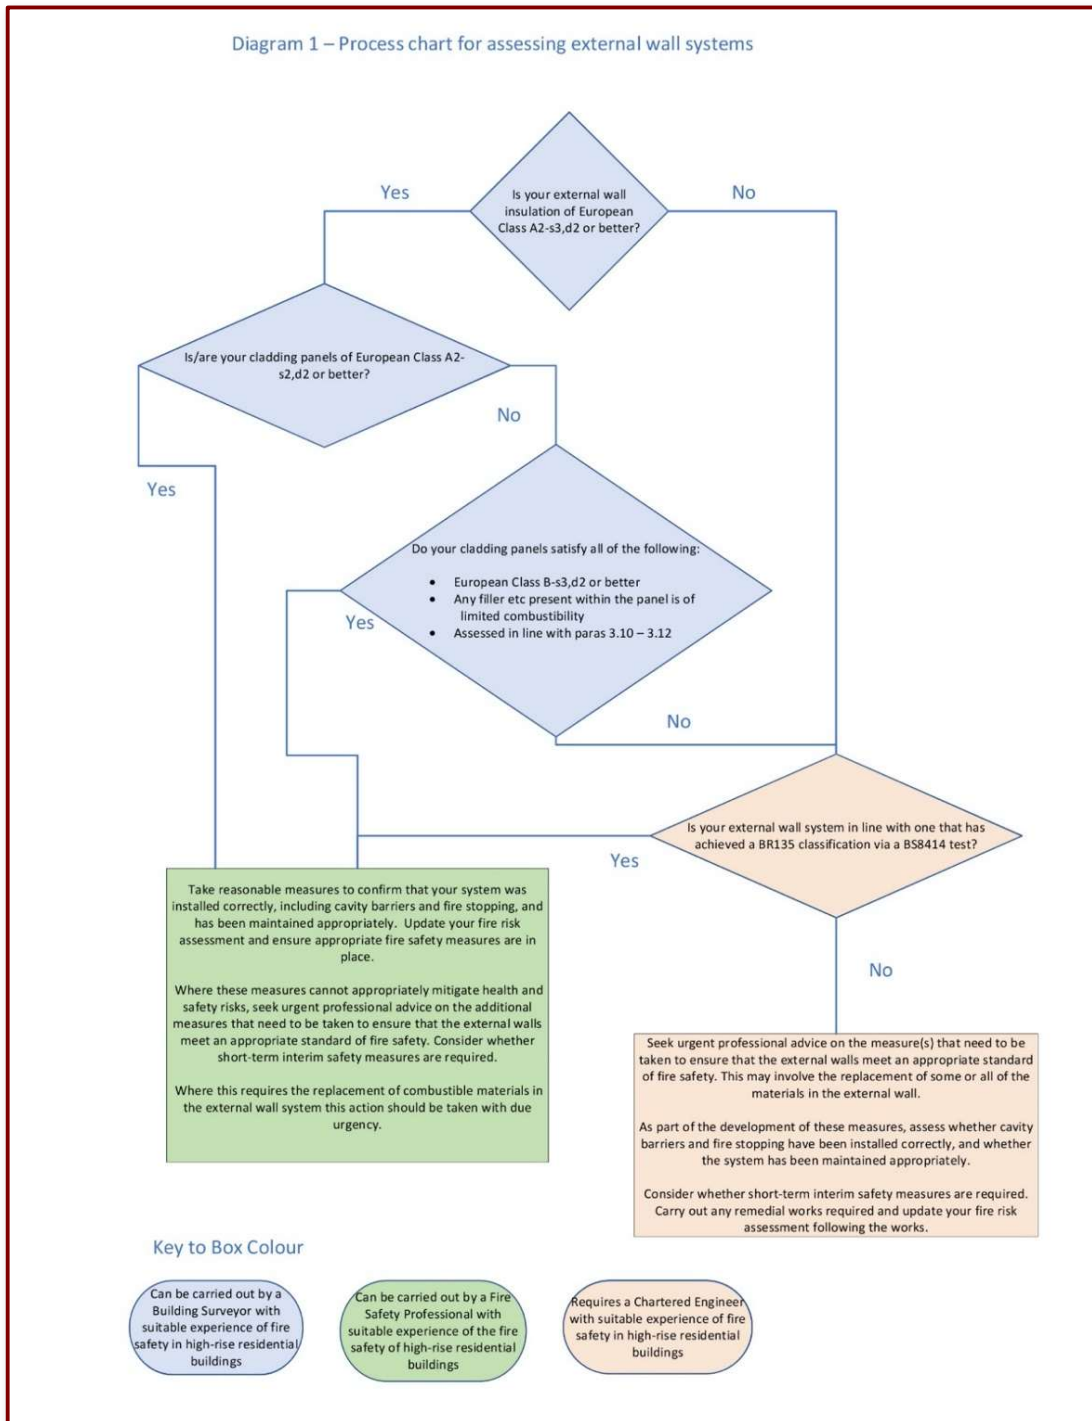 Diagram 1 – Process chart for assessing external wall systems
Yes
No
Is your external wall
insulation of European
Class A2-s3,d2 or better?
Is/are your cladding panels of European Class A2-
s2,d2 or better?
No
Yes
Do your cladding panels satisfy all of the following:
• European Class B-s3,d2 or better
• Any filler etc present within the panel is of
limited combustibility
• Assessed in line with paras 3.10 – 3.12
Yes
No
Is your external wall system in line with one that has
achieved a BR135 classification via a BS8414 test?
Yes
No
Take reasonable measures to confirm that your system was
installed correctly, including cavity barriers and fire stopping, and
has been maintained appropriately. Update your fire risk
assessment and ensure appropriate fire safety measures are in
place.
Where these measures cannot appropriately mitigate health and
safety risks, seek urgent professional advice on the additional
measures that need to be taken to ensure that the external walls
meet an appropriate standard of fire safety. Consider whether
short-term interim safety measures are required.
Where this requires the replacement of combustible materials in
the external wall system this action should be taken with due
urgency.
Seek urgent professional advice on the measure(s) that need to be
taken to ensure that the external walls meet an appropriate standard
of fire safety. This may involve the replacement of some or all of the
materials in the external wall.
As part of the development of these measures, assess whether cavity
barriers and fire stopping have been installed correctly, and whether
the system has been maintained appropriately.
Consider whether short-term interim safety measures are required.
Carry out any remedial works required and update your fire risk
assessment following the works.
Key to Box Colour
Can be carried out by a
Building Surveyor with
suitable experience of fire
safety in high-rise residential
buildings
Can be carried out by a Fire
Safety Professional with
suitable experience of the fire
safety of high-rise residential
buildings
Requires a Chartered Engineer
with suitable experience of fire
safety in high-rise residential
buildings